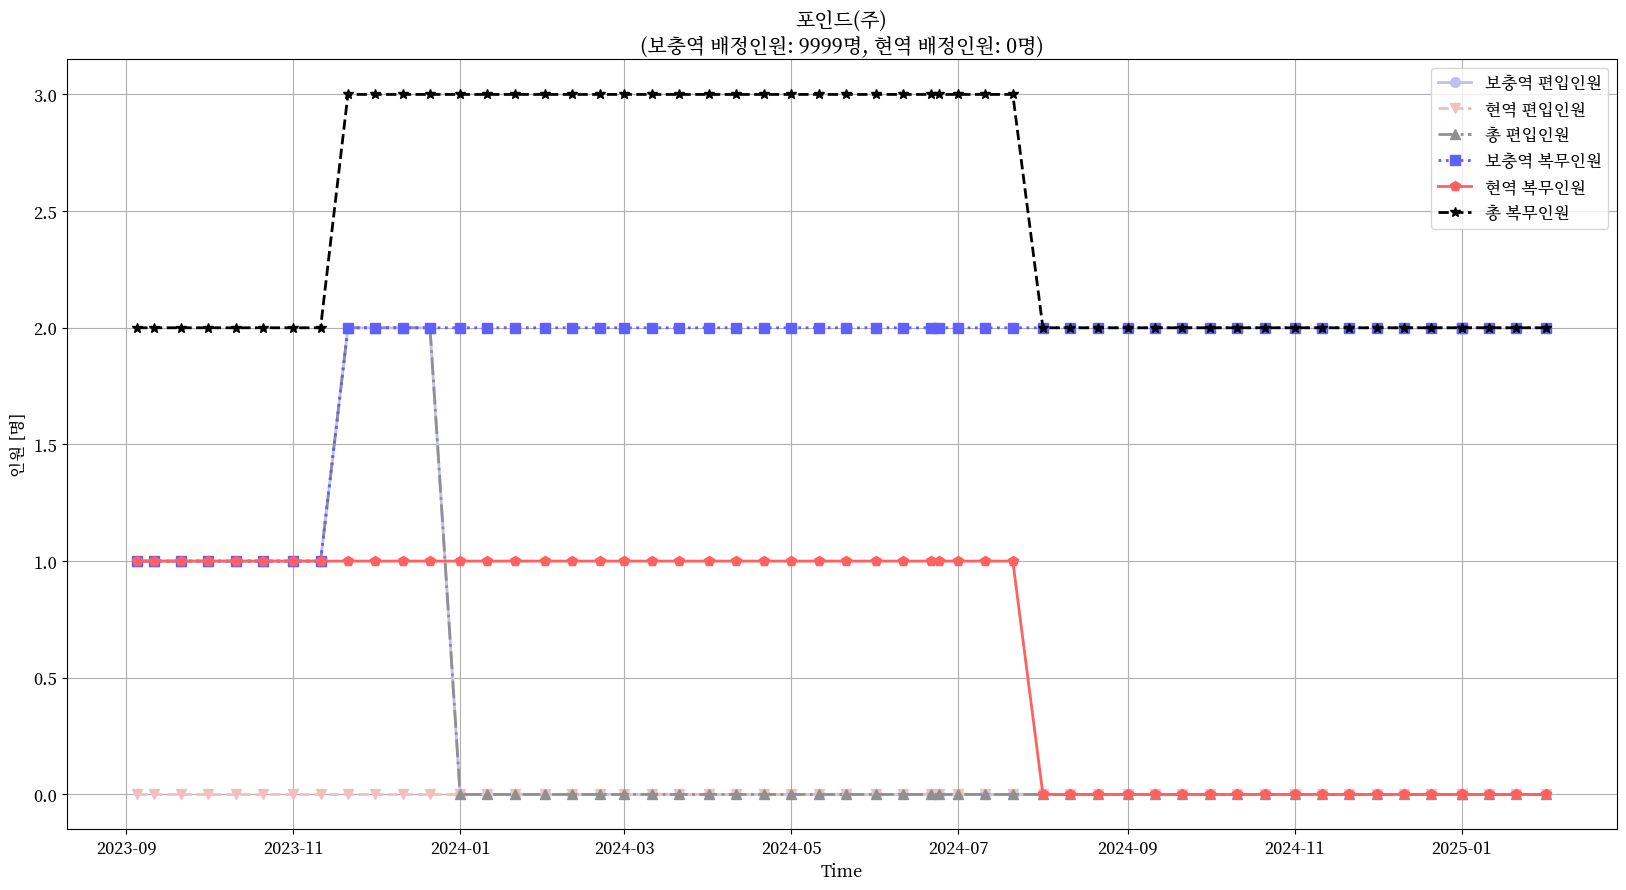 포인드(주)
(보충역 배정인원: 9999명, 현역 배정인원: 0명)
3.0
2.5
2.0
1.5
1.0
0.5
0.0
인원 [명]
보충역 편입인원
현역 편입인원
총 편입인원
보충역 복무인원
현역 복무인원
총 복무인원
2023-09 2023-11 2024-01 2024-03 2024-05 2024-07 2024-09 2024-11 2025-01
Time